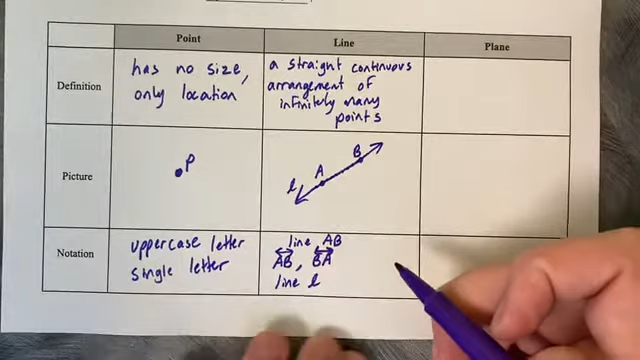 Point Line Plane
Definition
has no size,
only location
a straight continuous
arrangement of
infinitely many
points
Picture
P
A B
l
Notation
uppercase letter
single letter
line AB
AB, BA
line l